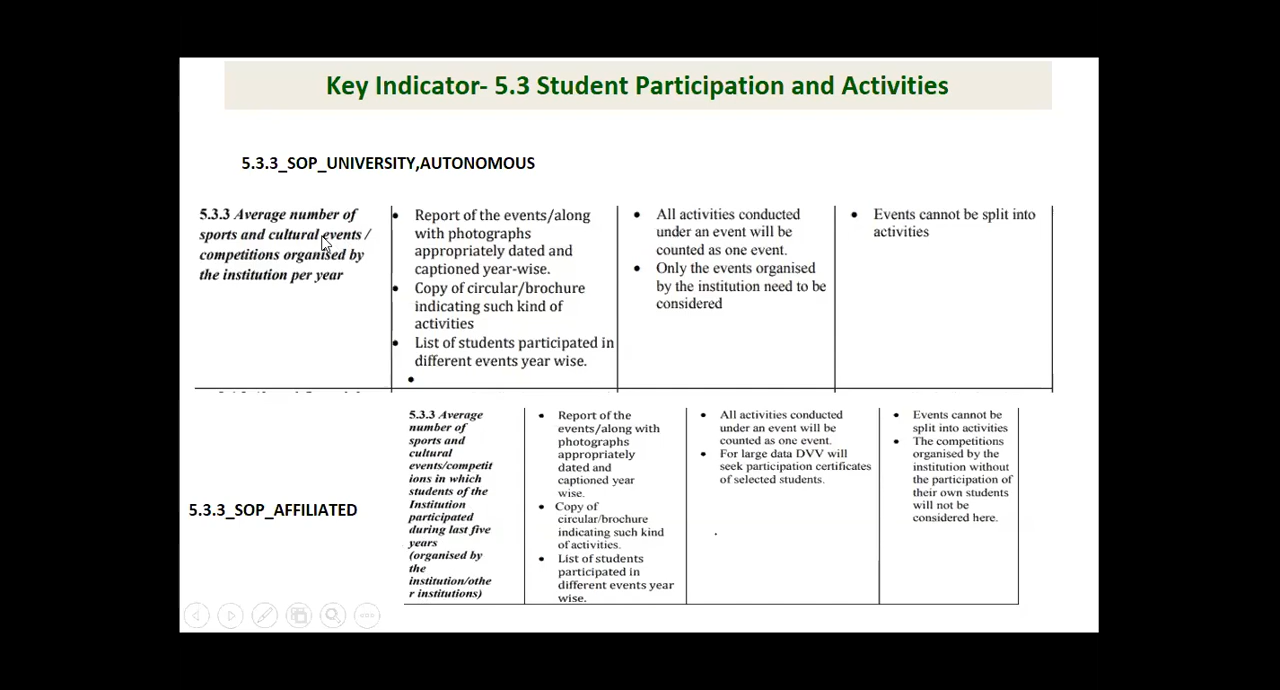 Key Indicator- 5.3 Student Participation and Activities
5.3.3_SOP_UNIVERSITY,AUTONOMOUS
5.3.3 Average number of
sports and cultural events /
competitions organised by
the institution per year
• Report of the events/along
with photographs
appropriately dated and
captioned year-wise.
• Copy of circular/brochure
indicating such kind of
activities
• List of students participated in
different events year wise.
•
• All activities conducted
under an event will be
counted as one event.
• Only the events organised
by the institution need to be
considered
• Events cannot be split into
activities
5.3.3_SOP_AFFILIATED
5.3.3 Average
number of
sports and
cultural
events/competit
ions in which
students of the
Institution
participated
during last five
years
(organised by
the
institution/othe
r institutions)
• Report of the
events/along with
photographs
appropriately
dated and
captioned year
wise.
• Copy of
circular/brochure
indicating such kind
of activities.
• List of students
participated in
different events year
wise.
• All activities conducted
under an event will be
counted as one event.
• For large data DVV will
seek participation certificates
of selected students.
• Events cannot be
split into activities
• The competitions
organised by the
institution without
the participation of
their own students
will not be
considered here.